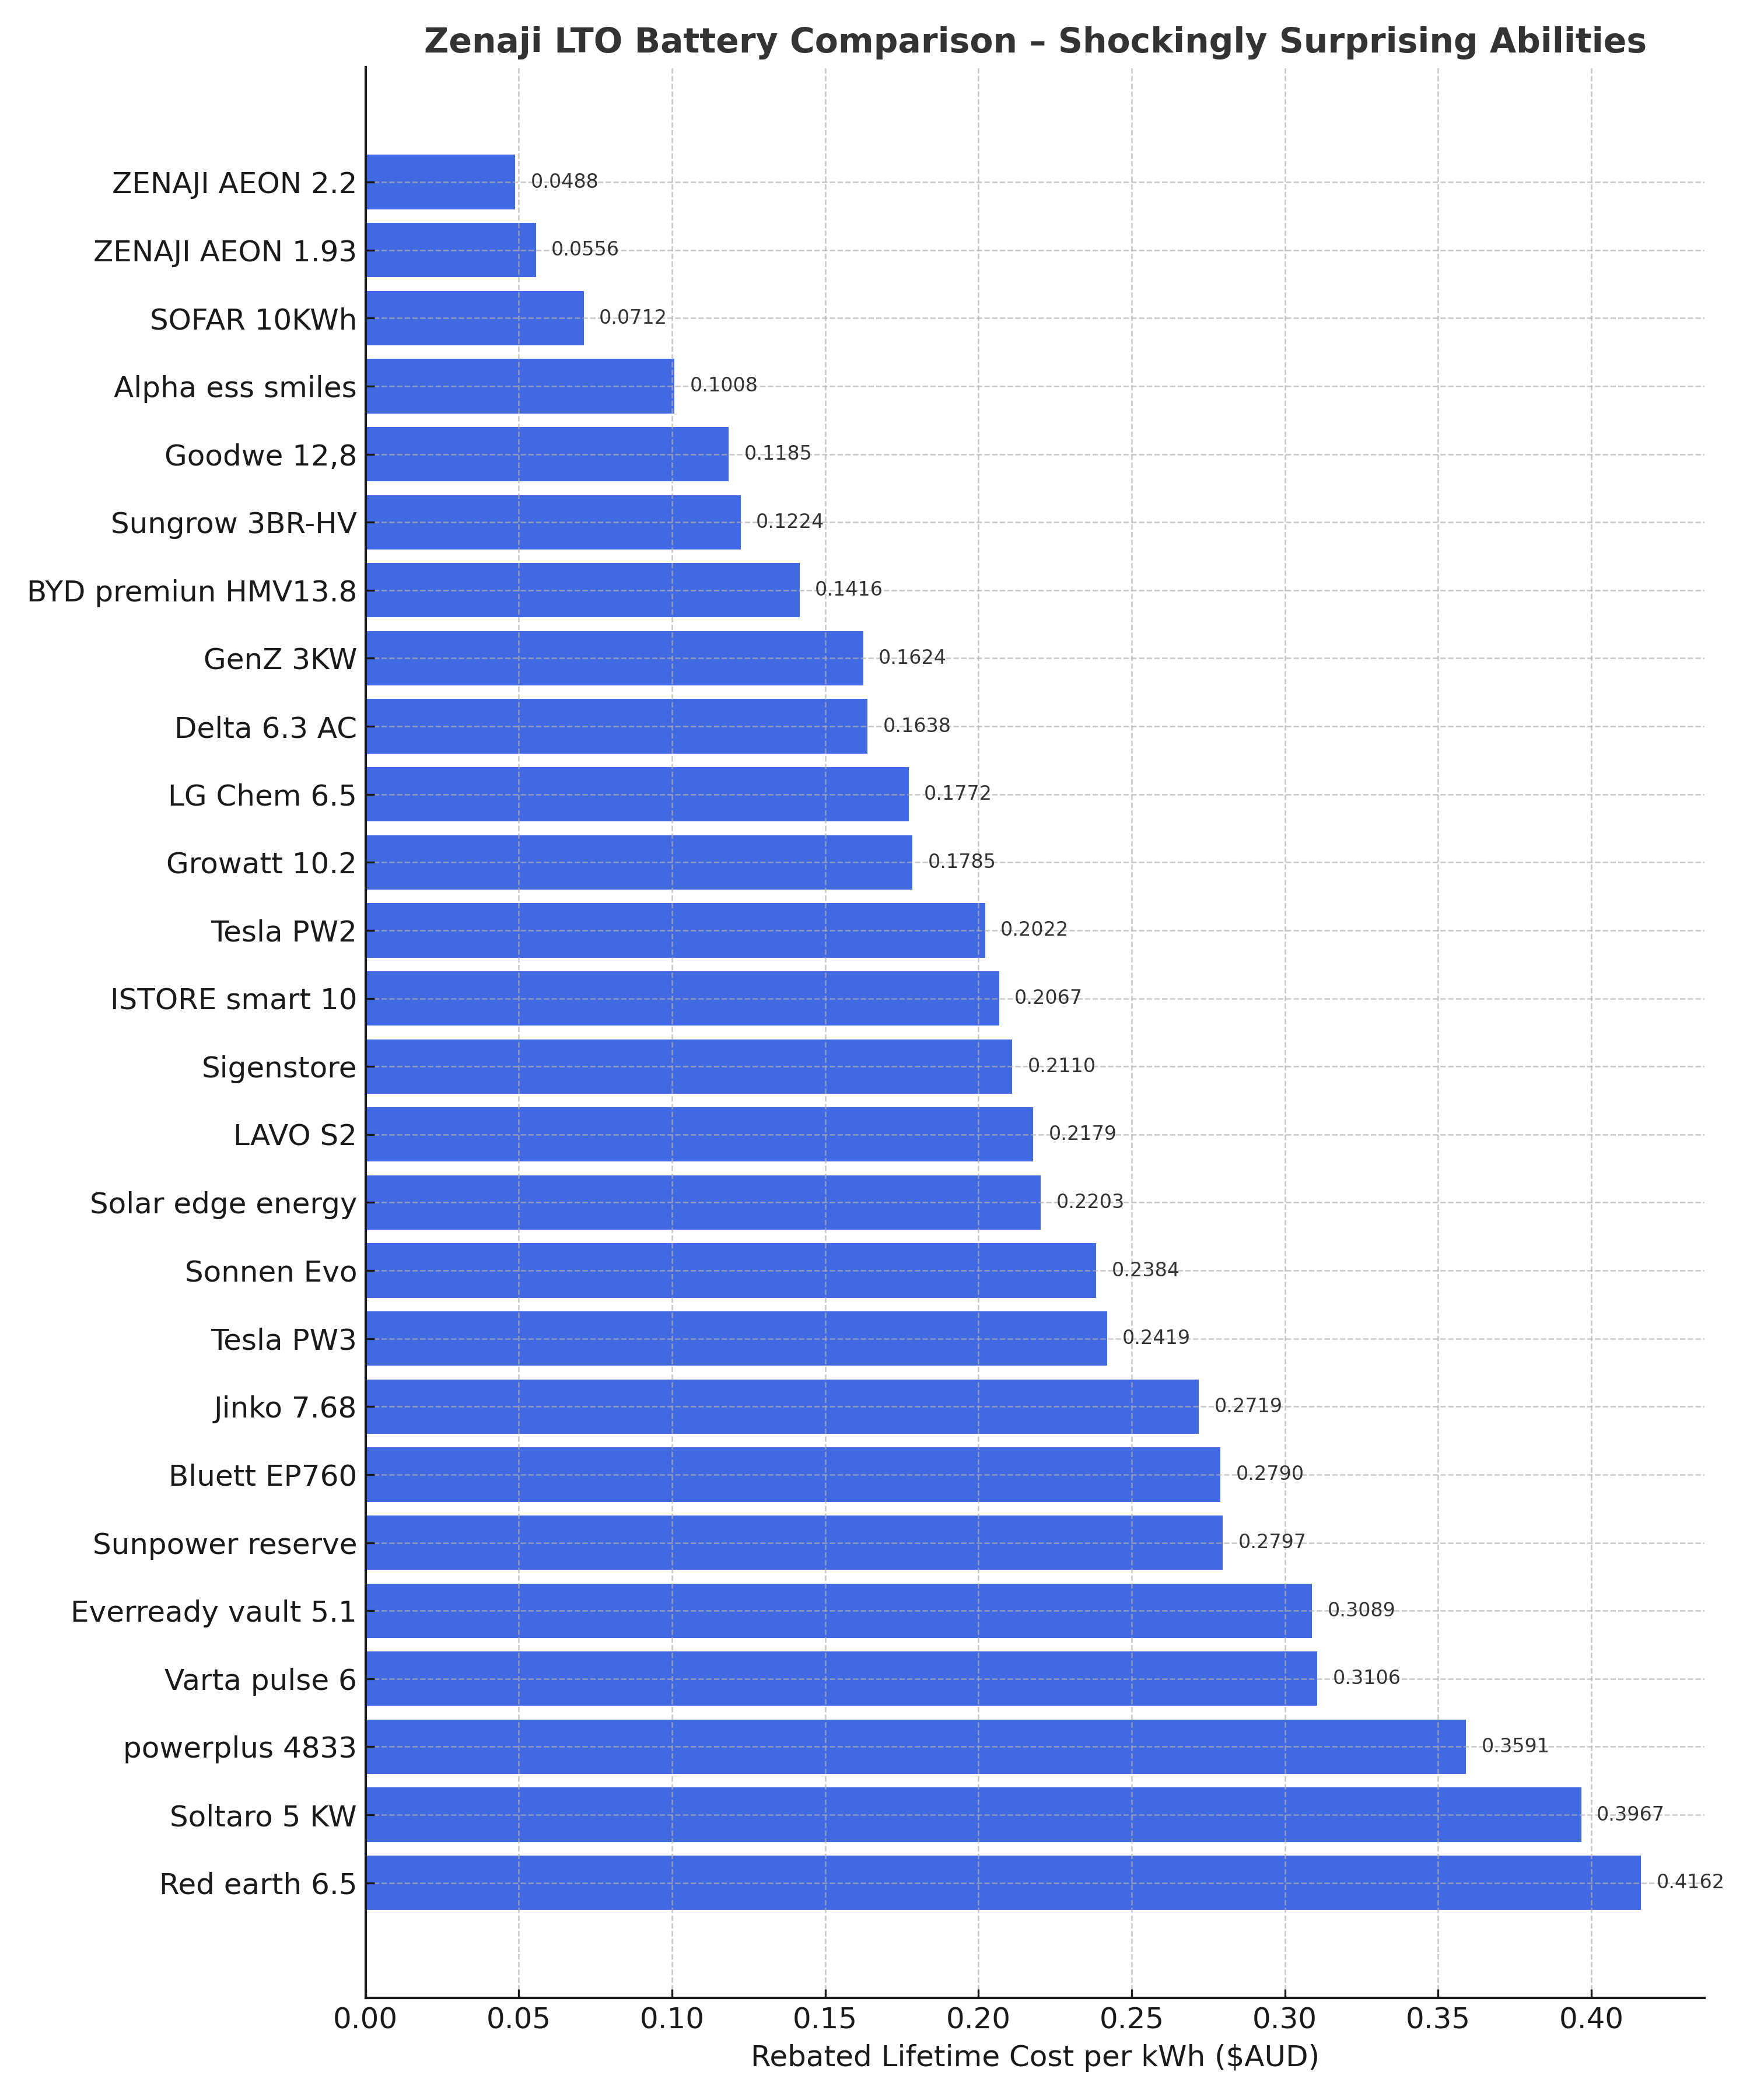 Zenaji LTO Battery Comparison – Shockingly Surprising Abilities
ZENAJI AEON 2.2 0.0488
ZENAJI AEON 1.93 0.0556
SOFAR 10KWh 0.0712
Alpha ess smiles 0.1008
Goodwe 12,8 0.1185
Sungrow 3BR-HV 0.1224
BYD premiun HMV13.8 0.1416
GenZ 3KW 0.1624
Delta 6.3 AC 0.1638
LG Chem 6.5 0.1772
Growatt 10.2 0.1785
Tesla PW2 0.2022
ISTORE smart 10 0.2067
Sigenstore 0.2110
LAVO S2 0.2179
Solar edge energy 0.2203
Sonnen Evo 0.2384
Tesla PW3 0.2419
Jinko 7.68 0.2719
Bluett EP760 0.2790
Sunpower reserve 0.2797
Everready vault 5.1 0.3089
Varta pulse 6 0.3106
powerplus 4833 0.3591
Soltaro 5 KW 0.3967
Red earth 6.5 0.4162
0.00 0.05 0.10 0.15 0.20 0.25 0.30 0.35 0.40
Rebated Lifetime Cost per kWh ($AUD)